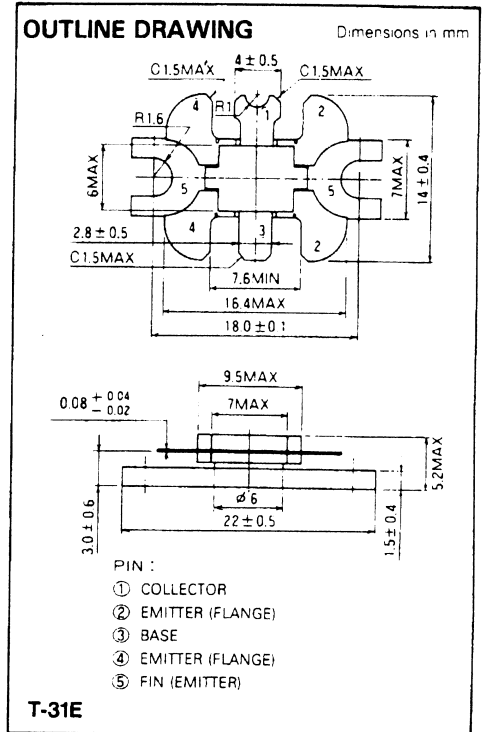 OUTLINE DRAWING
Dimensions in mm
4±0.5
C1.5MAX
C1.5MAX
R1
4
1
2
R1.6
6MAX
5
5
7MAX
14±0.4
4
3
2
2.8±0.5
C1.5MAX
7.6MIN
16.4MAX
18.0±0.1
9.5MAX
7MAX
0.08 +0.04
−0.02
5.2MAX
ø6
22±0.5
3.0±0.6
1.5±0.4
PIN :
① COLLECTOR
② EMITTER (FLANGE)
③ BASE
④ EMITTER (FLANGE)
⑤ FIN (EMITTER)
T-31E